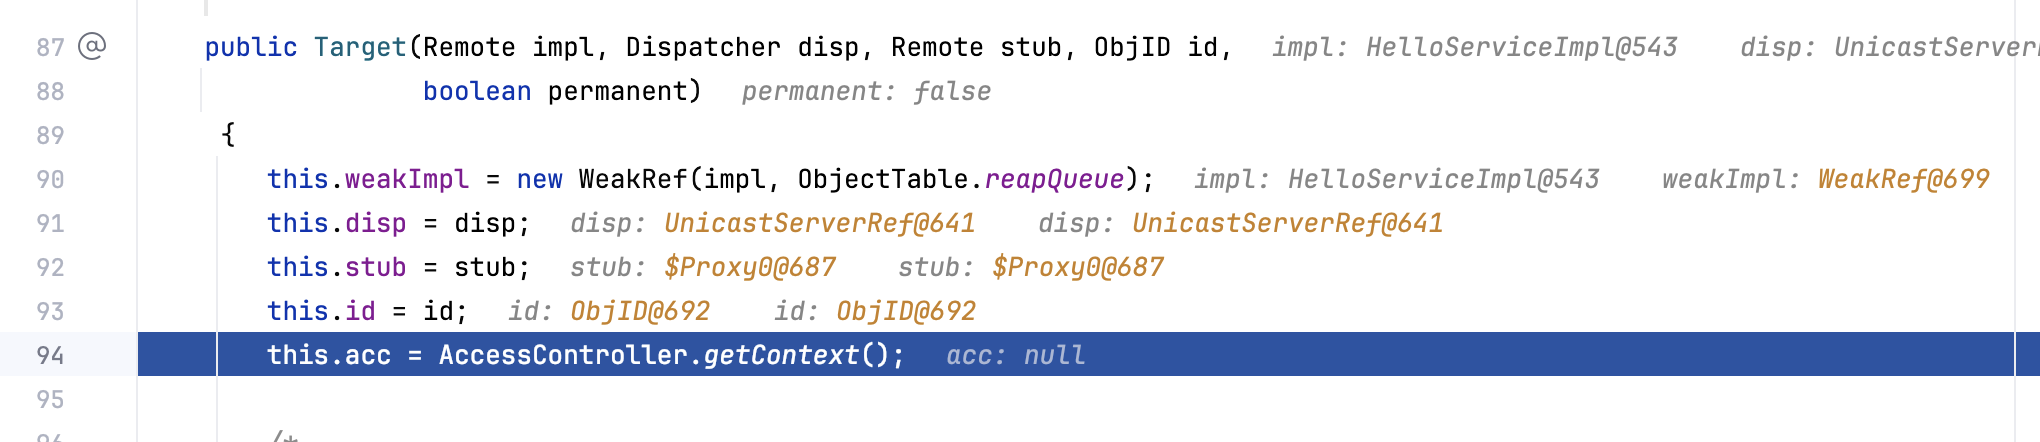 87 @ public Target(Remote impl, Dispatcher disp, Remote stub, ObjID id, impl: HelloServiceImpl@543 disp: UnicastServer
88 boolean permanent) permanent: false
89 {
90 this.weakImpl = new WeakRef(impl, ObjectTable.reapQueue); impl: HelloServiceImpl@543 weakImpl: WeakRef@699
91 this.disp = disp; disp: UnicastServerRef@641 disp: UnicastServerRef@641
92 this.stub = stub; stub: $Proxy0@687 stub: $Proxy0@687
93 this.id = id; id: ObjID@692 id: ObjID@692
94 this.acc = AccessController.getContext(); acc: null
95
96 /*